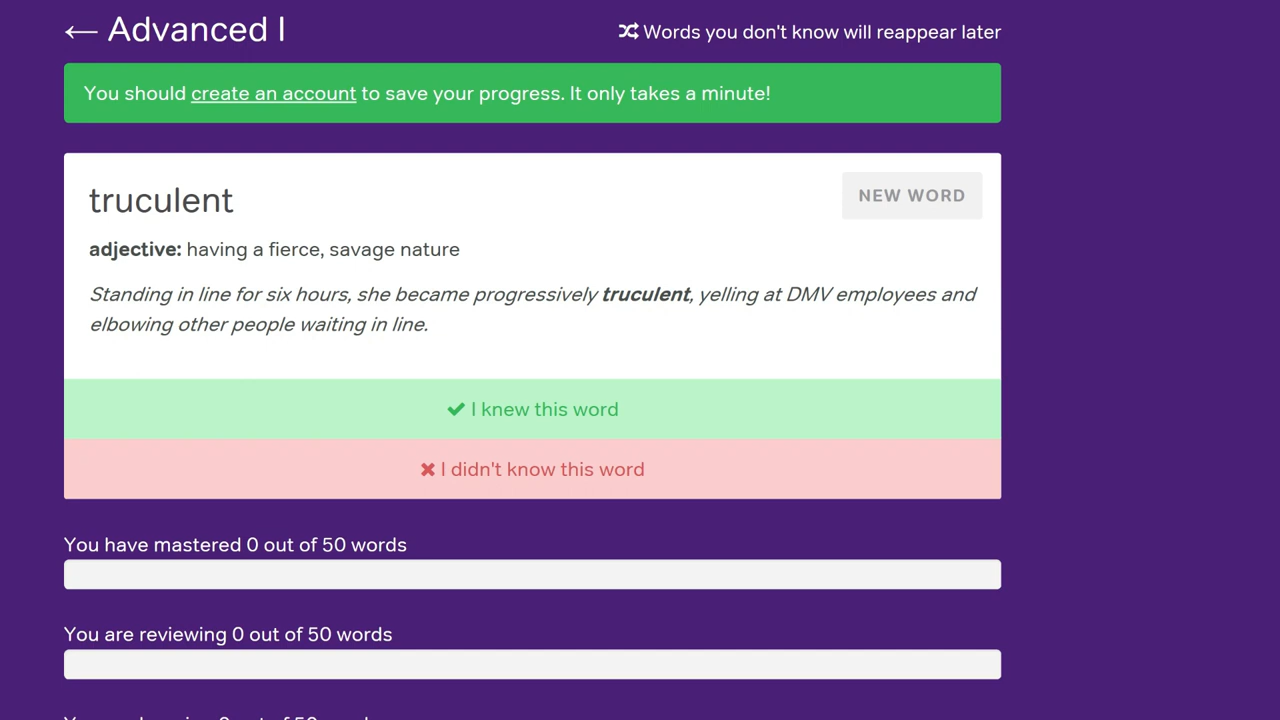 ← Advanced I
Words you don't know will reappear later
You should create an account to save your progress. It only takes a minute!
truculent
NEW WORD
adjective: having a fierce, savage nature
Standing in line for six hours, she became progressively truculent, yelling at DMV employees and
elbowing other people waiting in line.
I knew this word
I didn't know this word
You have mastered 0 out of 50 words
You are reviewing 0 out of 50 words